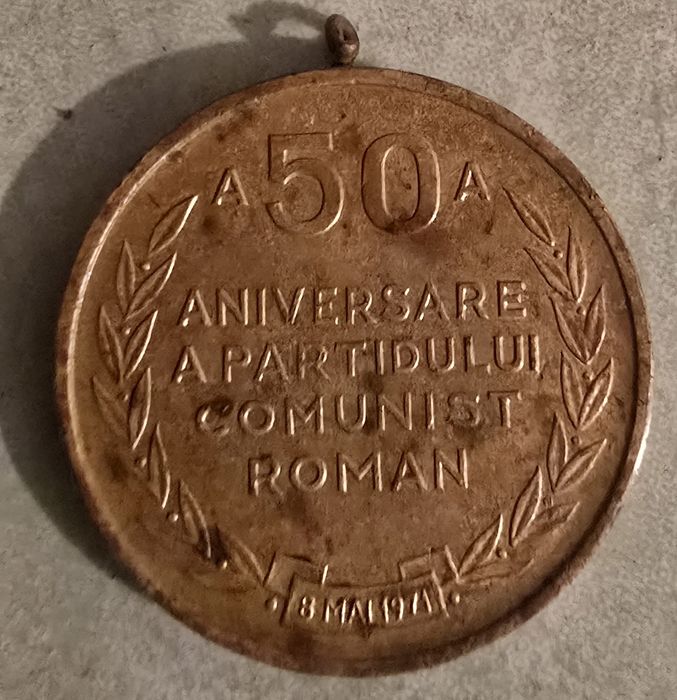 A 50 A
ANIVERSARE
A PARTIDULUI
COMUNIST
ROMAN
8 MAI 1971